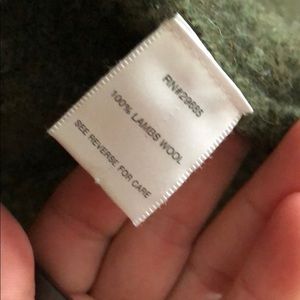 RN#29685
100% LAMBS WOOL
SEE REVERSE FOR CARE